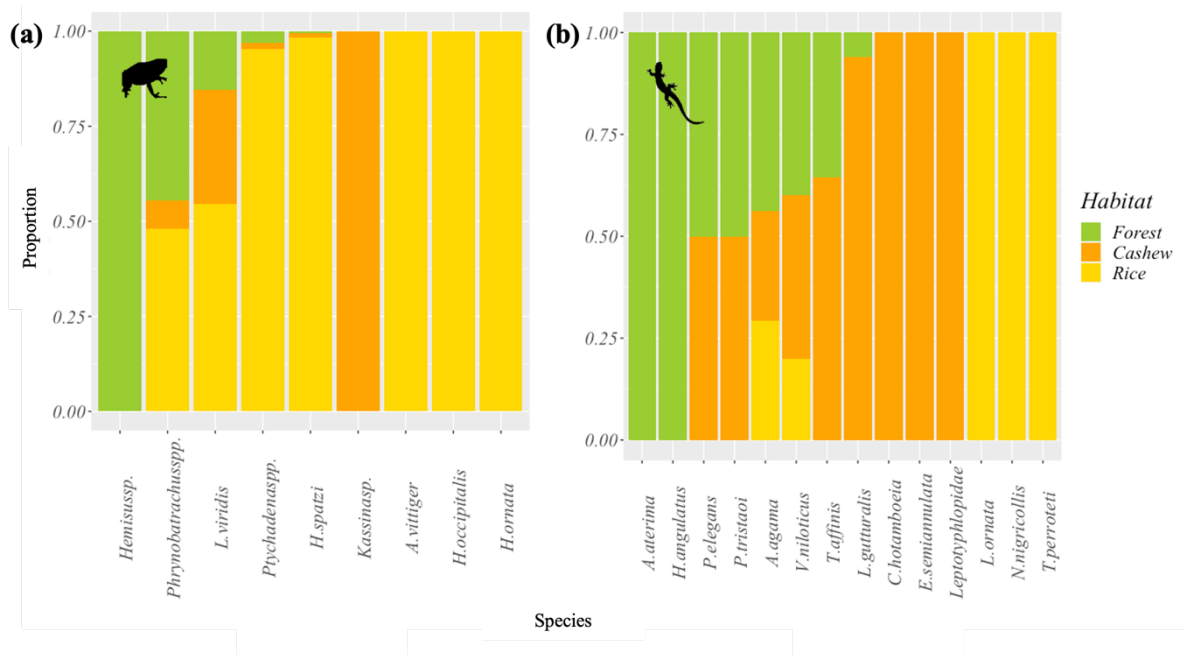 (a)
1.00
0.75
0.50
0.25
0.00
Proportion
Hemisussp.
Phrynobatrachusspp.
L.viridis
Ptychadenaspp.
H.spatzi
Kassinasp.
A.vittiger
H.occipitalis
H.ornata
(b)
1.00
0.75
0.50
0.25
0.00
A.aterima
H.angulatus
P.elegans
P.tristaoi
A.agama
V.niloticus
T.affinis
L.gutturalis
C.hotamboeia
E.semiannulata
Leptotyphlopidae
L.ornata
N.nigricollis
T.perroteti
Species
Habitat
Forest
Cashew
Rice